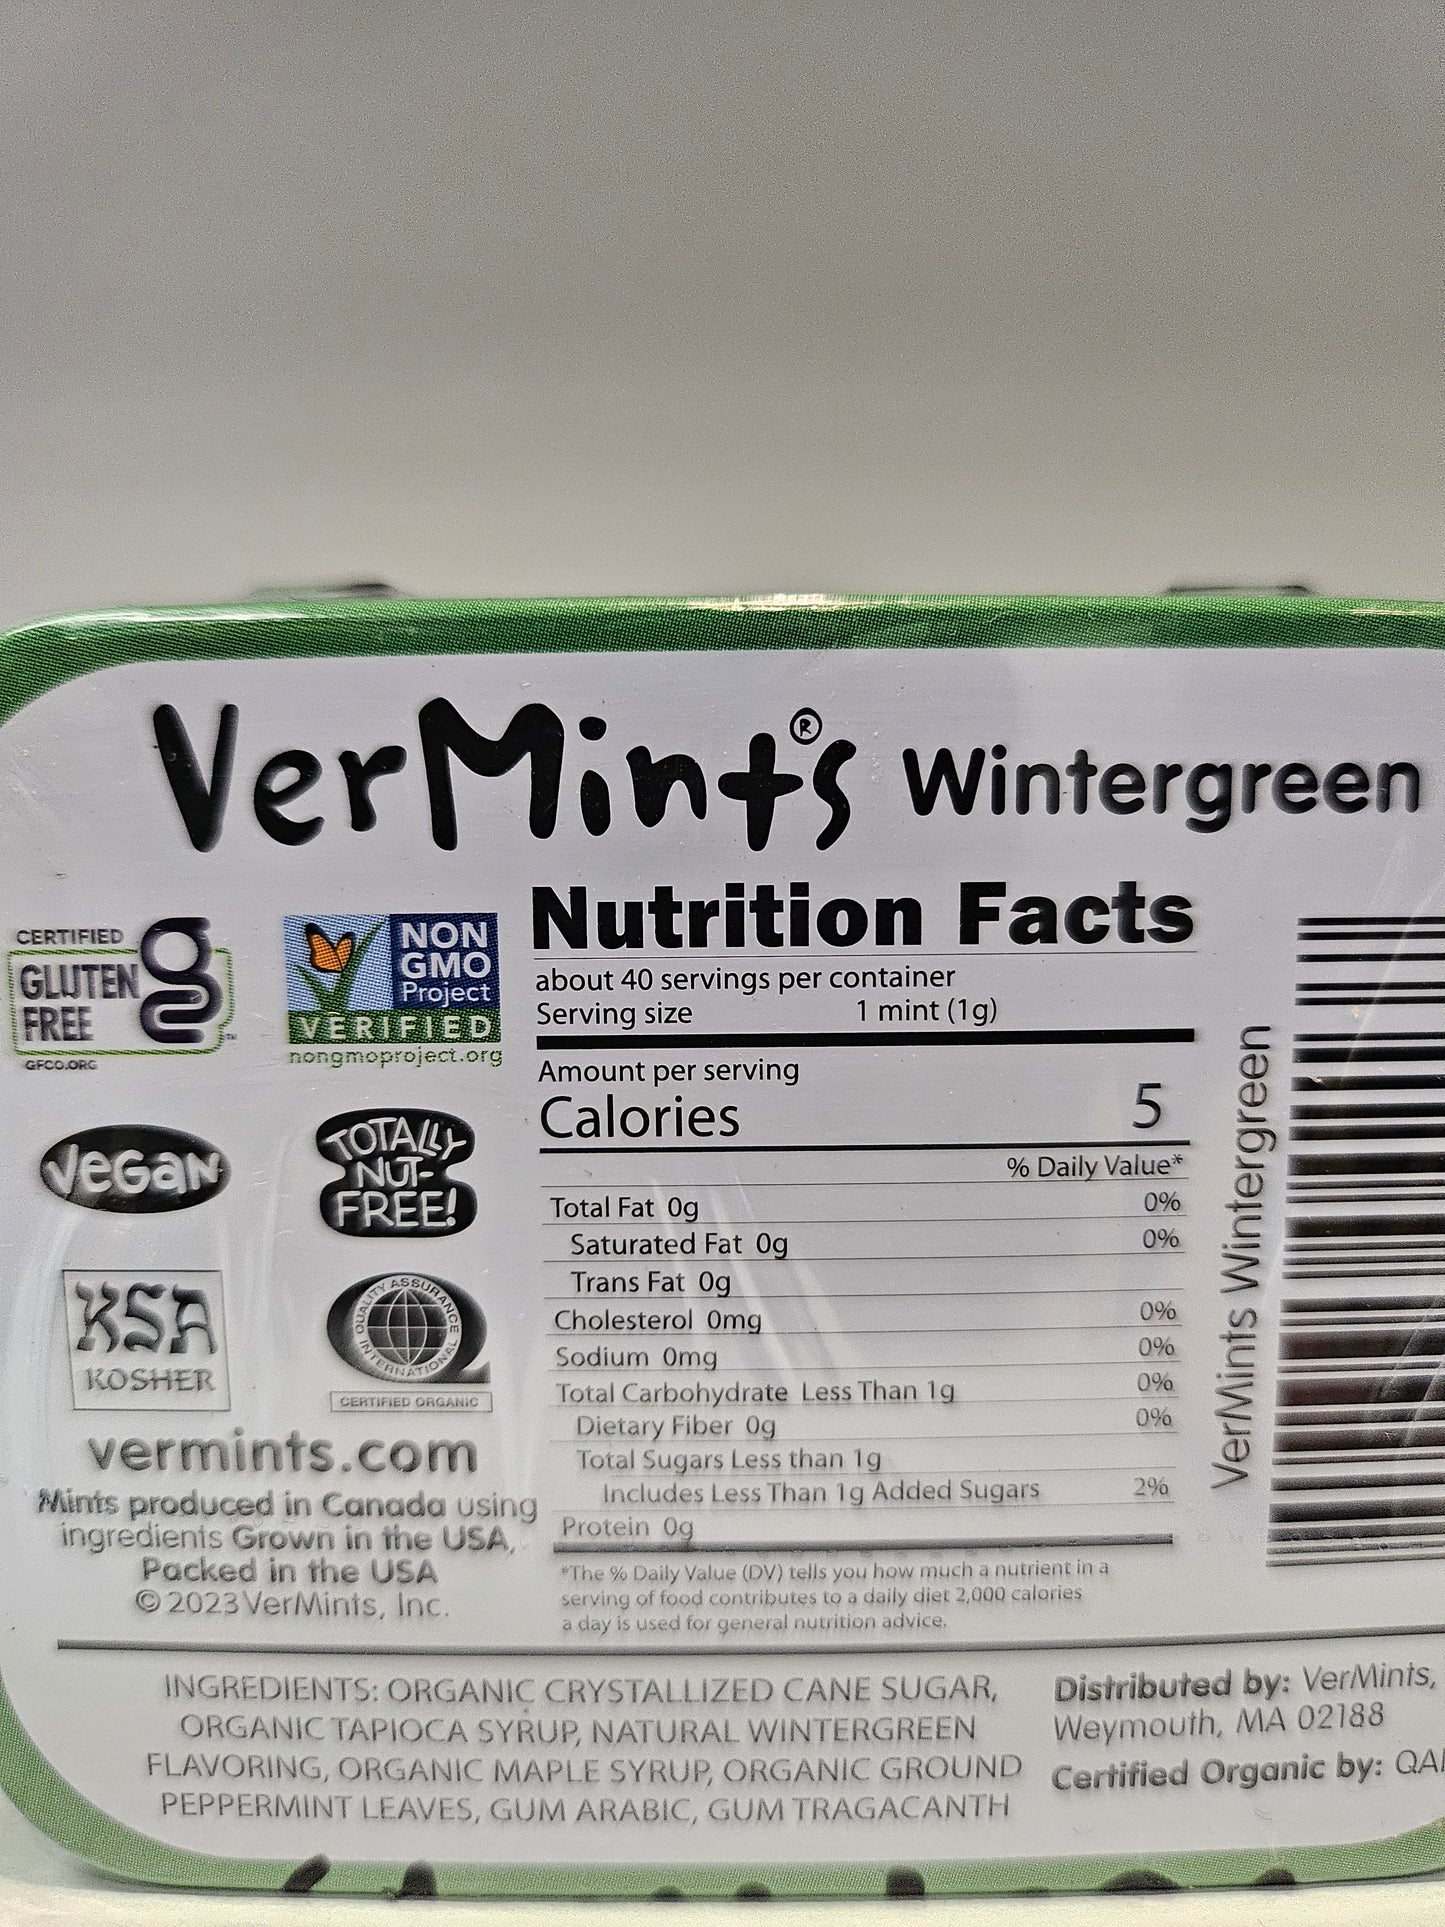 VerMints® Wintergreen
CERTIFIED
GLUTEN
FREE
GFCO.ORG
NON
GMO
Project
VERIFIED
nongmoproject.org
VEGAN
TOTALLY
NUT-
FREE!
KSA
KOSHER
QUALITY ASSURANCE
INTERNATIONAL
CERTIFIED ORGANIC
vermints.com
Mints produced in Canada using
ingredients Grown in the USA,
Packed in the USA
© 2023 VerMints, Inc.
Nutrition Facts
about 40 servings per container
Serving size 1 mint (1g)
Amount per serving
Calories 5
% Daily Value*
Total Fat 0g 0%
Saturated Fat 0g 0%
Trans Fat 0g
Cholesterol 0mg 0%
Sodium 0mg 0%
Total Carbohydrate Less Than 1g 0%
Dietary Fiber 0g 0%
Total Sugars Less than 1g
Includes Less Than 1g Added Sugars 2%
Protein 0g
*The % Daily Value (DV) tells you how much a nutrient in a
serving of food contributes to a daily diet 2,000 calories
a day is used for general nutrition advice.
VerMints Wintergreen
INGREDIENTS: ORGANIC CRYSTALLIZED CANE SUGAR,
ORGANIC TAPIOCA SYRUP, NATURAL WINTERGREEN
FLAVORING, ORGANIC MAPLE SYRUP, ORGANIC GROUND
PEPPERMINT LEAVES, GUM ARABIC, GUM TRAGACANTH
Distributed by: VerMints,
Weymouth, MA 02188
Certified Organic by: